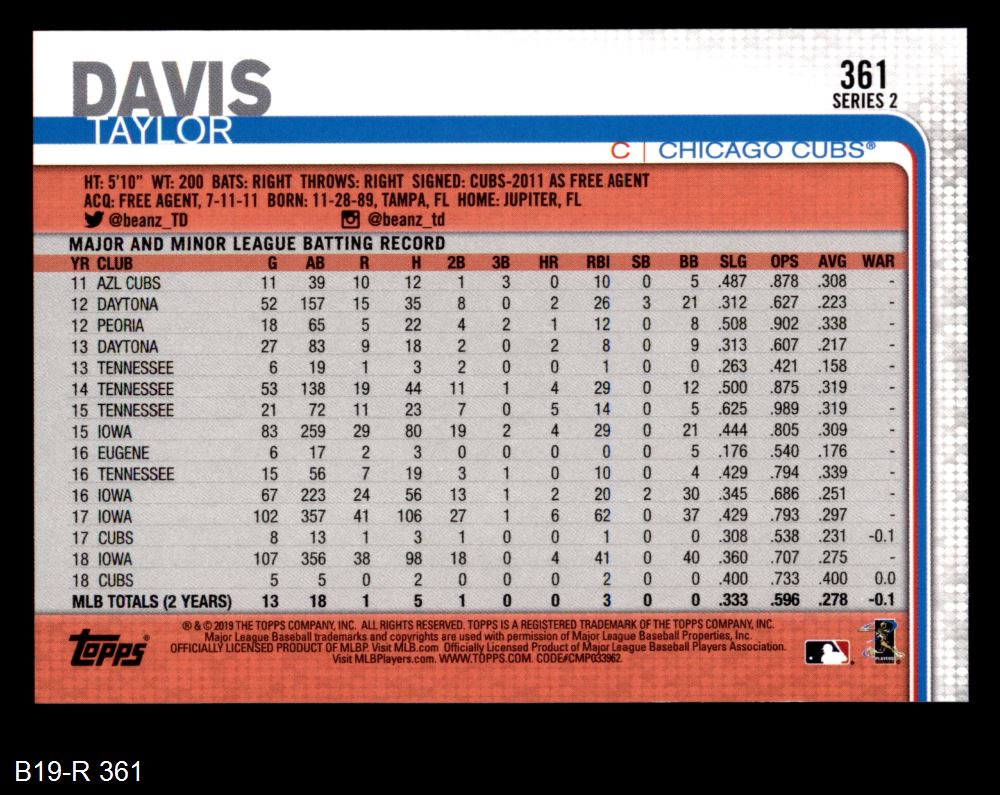 DAVIS
TAYLOR
361
SERIES 2
C | CHICAGO CUBS®
HT: 5'10" WT: 200 BATS: RIGHT THROWS: RIGHT SIGNED: CUBS-2011 AS FREE AGENT
ACQ: FREE AGENT, 7-11-11 BORN: 11-28-89, TAMPA, FL HOME: JUPITER, FL
@beanz_TD @beanz_td
MAJOR AND MINOR LEAGUE BATTING RECORD
YR CLUB G AB R H 2B 3B HR RBI SB BB SLG OPS AVG WAR
11 AZL CUBS 11 39 10 12 1 3 0 10 0 5 .487 .878 .308 -
12 DAYTONA 52 157 15 35 8 0 2 26 3 21 .312 .627 .223 -
12 PEORIA 18 65 5 22 4 2 1 12 0 8 .508 .902 .338 -
13 DAYTONA 27 83 9 18 2 0 2 8 0 9 .313 .607 .217 -
13 TENNESSEE 6 19 1 3 2 0 0 1 0 0 .263 .421 .158 -
14 TENNESSEE 53 138 19 44 11 1 4 29 0 12 .500 .875 .319 -
15 TENNESSEE 21 72 11 23 7 0 5 14 0 5 .625 .989 .319 -
15 IOWA 83 259 29 80 19 2 4 29 0 21 .444 .805 .309 -
16 EUGENE 6 17 2 3 0 0 0 0 0 5 .176 .540 .176 -
16 TENNESSEE 15 56 7 19 3 1 0 10 0 4 .429 .794 .339 -
16 IOWA 67 223 24 56 13 1 2 20 2 30 .345 .686 .251 -
17 IOWA 102 357 41 106 27 1 6 62 0 37 .429 .793 .297 -
17 CUBS 8 13 1 3 1 0 0 1 0 0 .308 .538 .231 -0.1
18 IOWA 107 356 38 98 18 0 4 41 0 40 .360 .707 .275 -
18 CUBS 5 5 0 2 0 0 0 2 0 0 .400 .733 .400 0.0
MLB TOTALS (2 YEARS) 13 18 1 5 1 0 0 3 0 0 .333 .596 .278 -0.1
Topps®
® & © 2019 THE TOPPS COMPANY, INC. ALL RIGHTS RESERVED. TOPPS IS A REGISTERED TRADEMARK OF THE TOPPS COMPANY, INC.
Major League Baseball trademarks and copyrights are used with permission of Major League Baseball Properties, Inc.
OFFICIALLY LICENSED PRODUCT OF MLBP. Visit MLB.com Officially Licensed Product of Major League Baseball Players Association.
Visit MLBPlayers.com. WWW.TOPPS.COM. CODE#CMP033962.
PLAYERS
B19-R 361